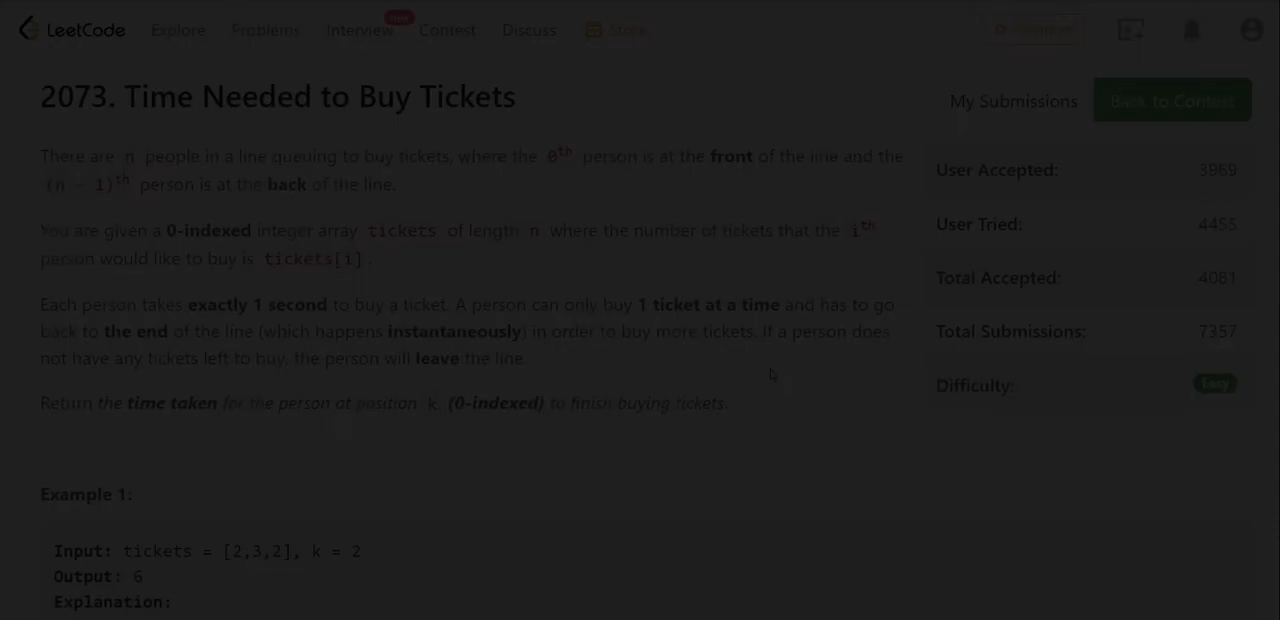 LeetCode Explore Problems Interview New Contest Discuss Store
2073. Time Needed to Buy Tickets
My Submissions Back to Contest
There are n people in a line queuing to buy tickets, where the 0th person is at the front of the line and the
(n - 1)th person is at the back of the line.
You are given a 0-indexed integer array tickets of length n where the number of tickets that the ith
person would like to buy is tickets[i].
Each person takes exactly 1 second to buy a ticket. A person can only buy 1 ticket at a time and has to go
back to the end of the line (which happens instantaneously) in order to buy more tickets. If a person does
not have any tickets left to buy, the person will leave the line.
Return the time taken for the person at position k (0-indexed) to finish buying tickets.
User Accepted: 3969
User Tried: 4455
Total Accepted: 4081
Total Submissions: 7357
Difficulty: Easy
Example 1:
Input: tickets = [2,3,2], k = 2
Output: 6
Explanation: